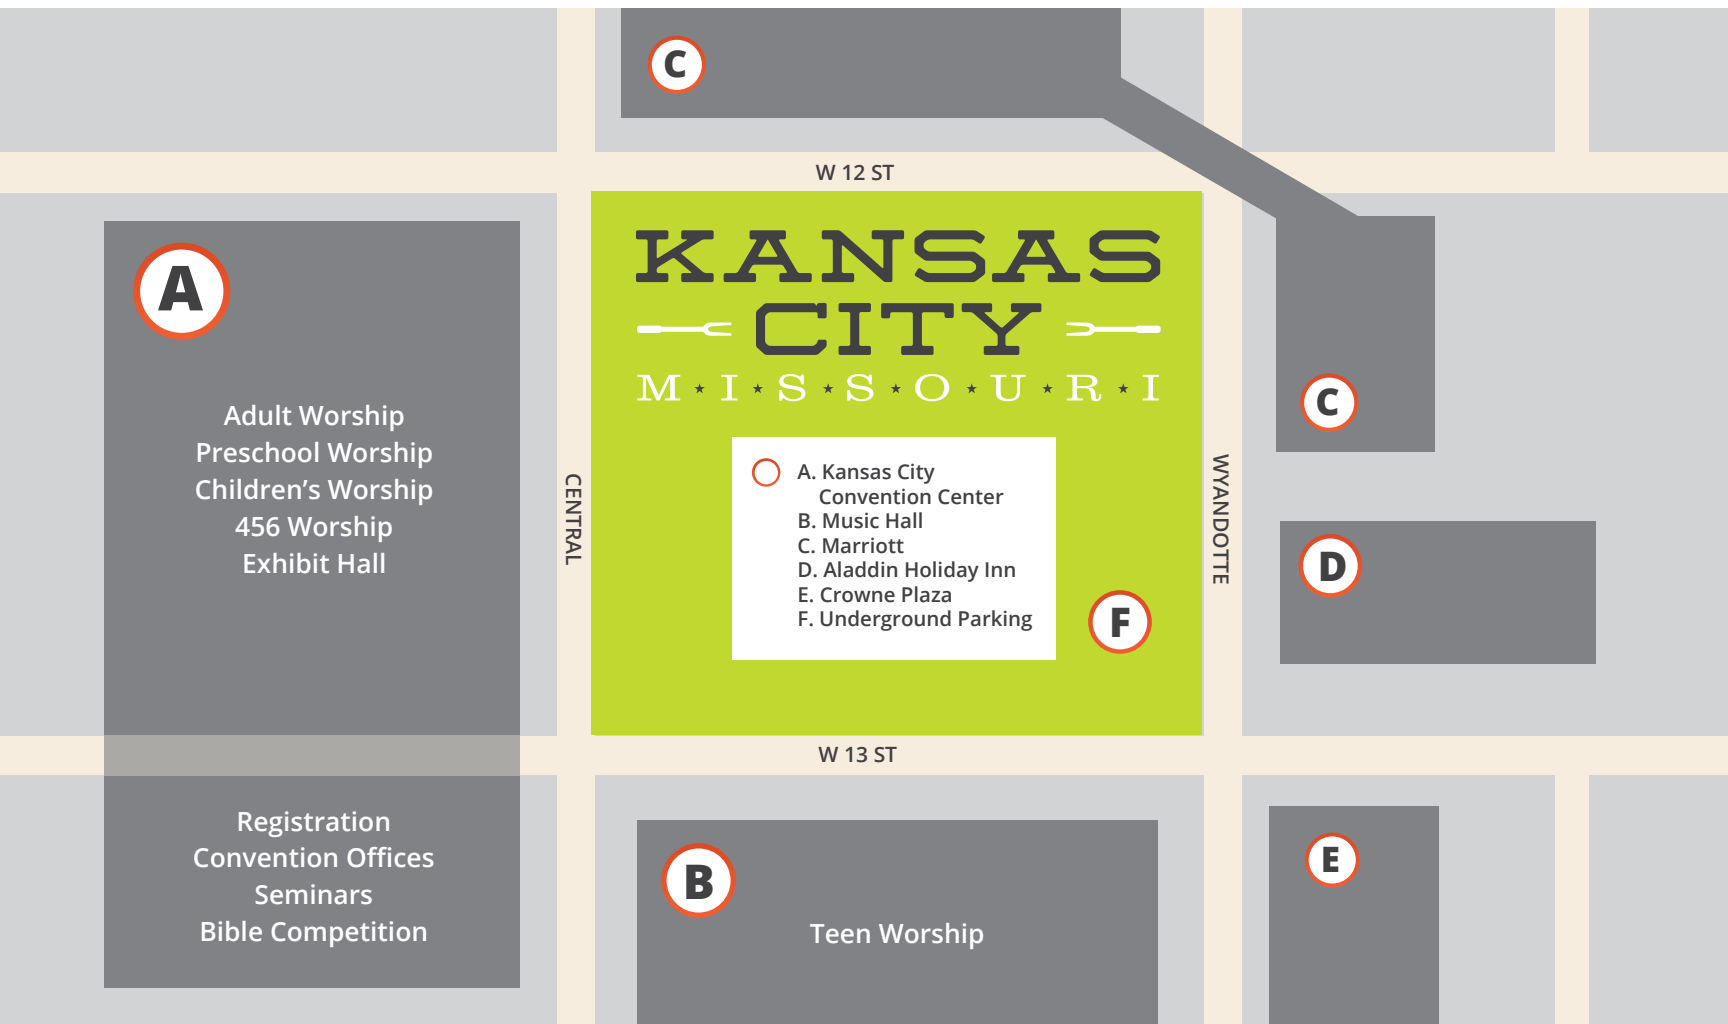 C
W 12 ST
A
KANSAS
CITY
M★I★S★S★O★U★R★I
Adult Worship
Preschool Worship
Children’s Worship
456 Worship
Exhibit Hall
CENTRAL
A. Kansas City
Convention Center
B. Music Hall
C. Marriott
D. Aladdin Holiday Inn
E. Crowne Plaza
F. Underground Parking
F
WYANDOTTE
C
D
W 13 ST
Registration
Convention Offices
Seminars
Bible Competition
B
Teen Worship
E